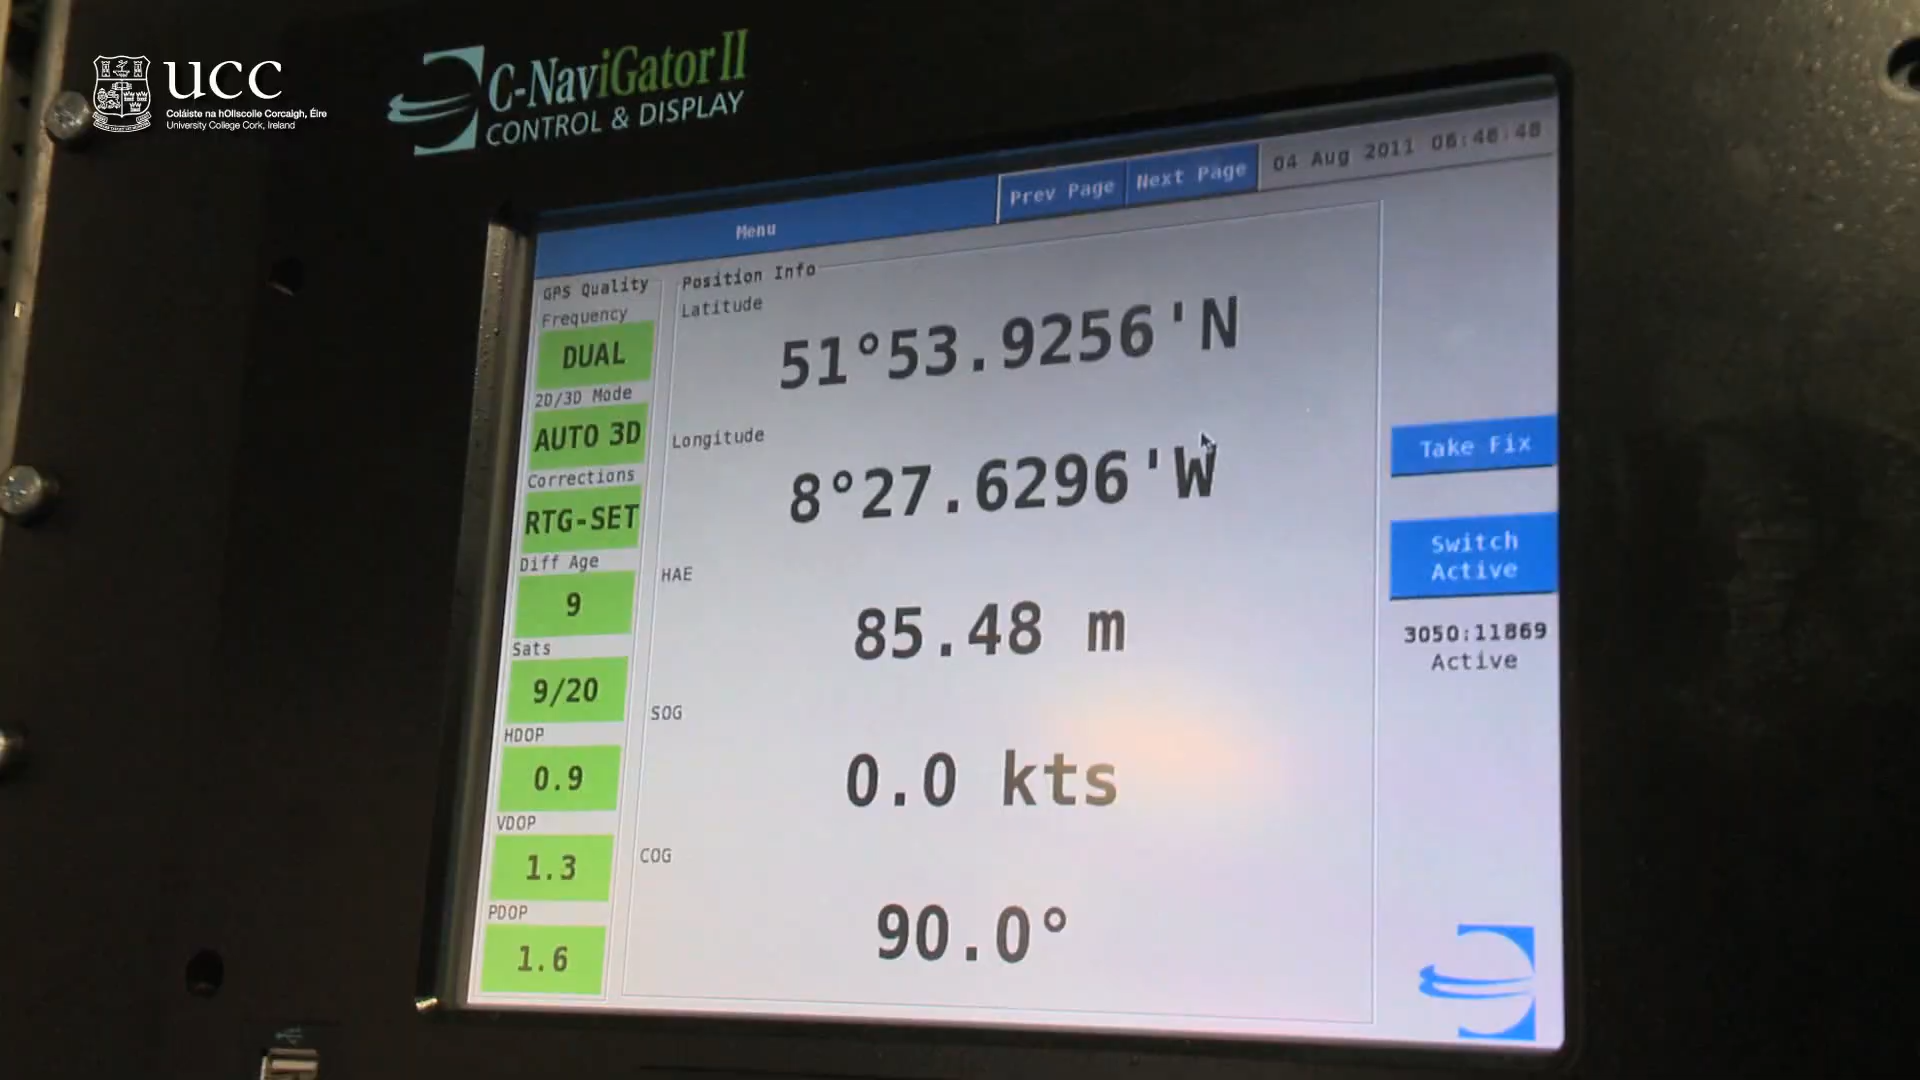 UCC
Coláiste na hOllscoile Corcaigh, Éire
University College Cork, Ireland
C-NaviGator II
CONTROL & DISPLAY
Menu
Prev Page
Next Page
04 Aug 2011 06:46:48
GPS Quality
Frequency
DUAL
2D/3D Mode
AUTO 3D
Corrections
RTG-SET
Diff Age
9
Sats
9/20
HDOP
0.9
VDOP
1.3
PDOP
1.6
Position Info
Latitude
51°53.9256'N
Longitude
8°27.6296'W
HAE
85.48 m
SOG
0.0 kts
COG
90.0°
Take Fix
Switch
Active
3050:11869
Active